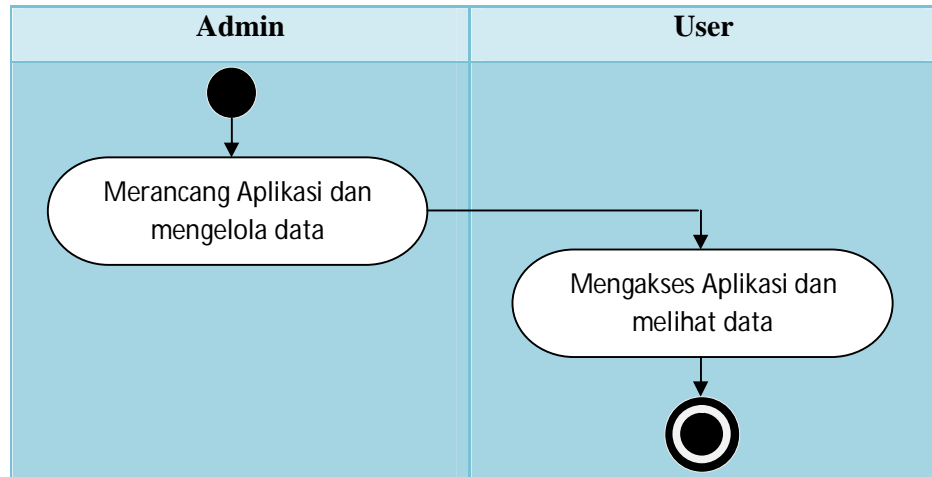 Admin
User
Merancang Aplikasi dan
mengelola data
Mengakses Aplikasi dan
melihat data